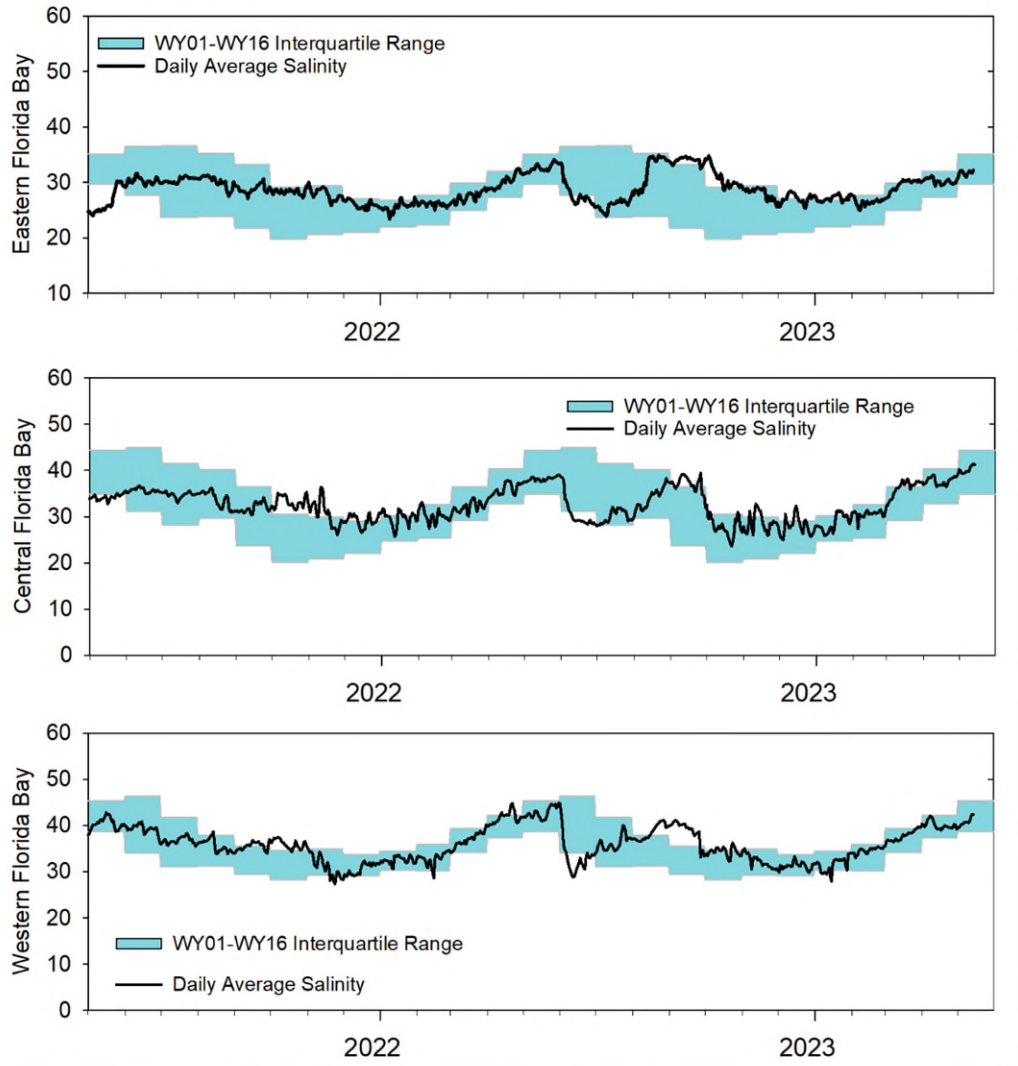 Eastern Florida Bay
60
50
40
30
20
10
WY01-WY16 Interquartile Range
Daily Average Salinity
2022
2023
Central Florida Bay
60
50
40
30
20
10
0
WY01-WY16 Interquartile Range
Daily Average Salinity
2022
2023
Western Florida Bay
60
50
40
30
20
10
0
WY01-WY16 Interquartile Range
Daily Average Salinity
2022
2023